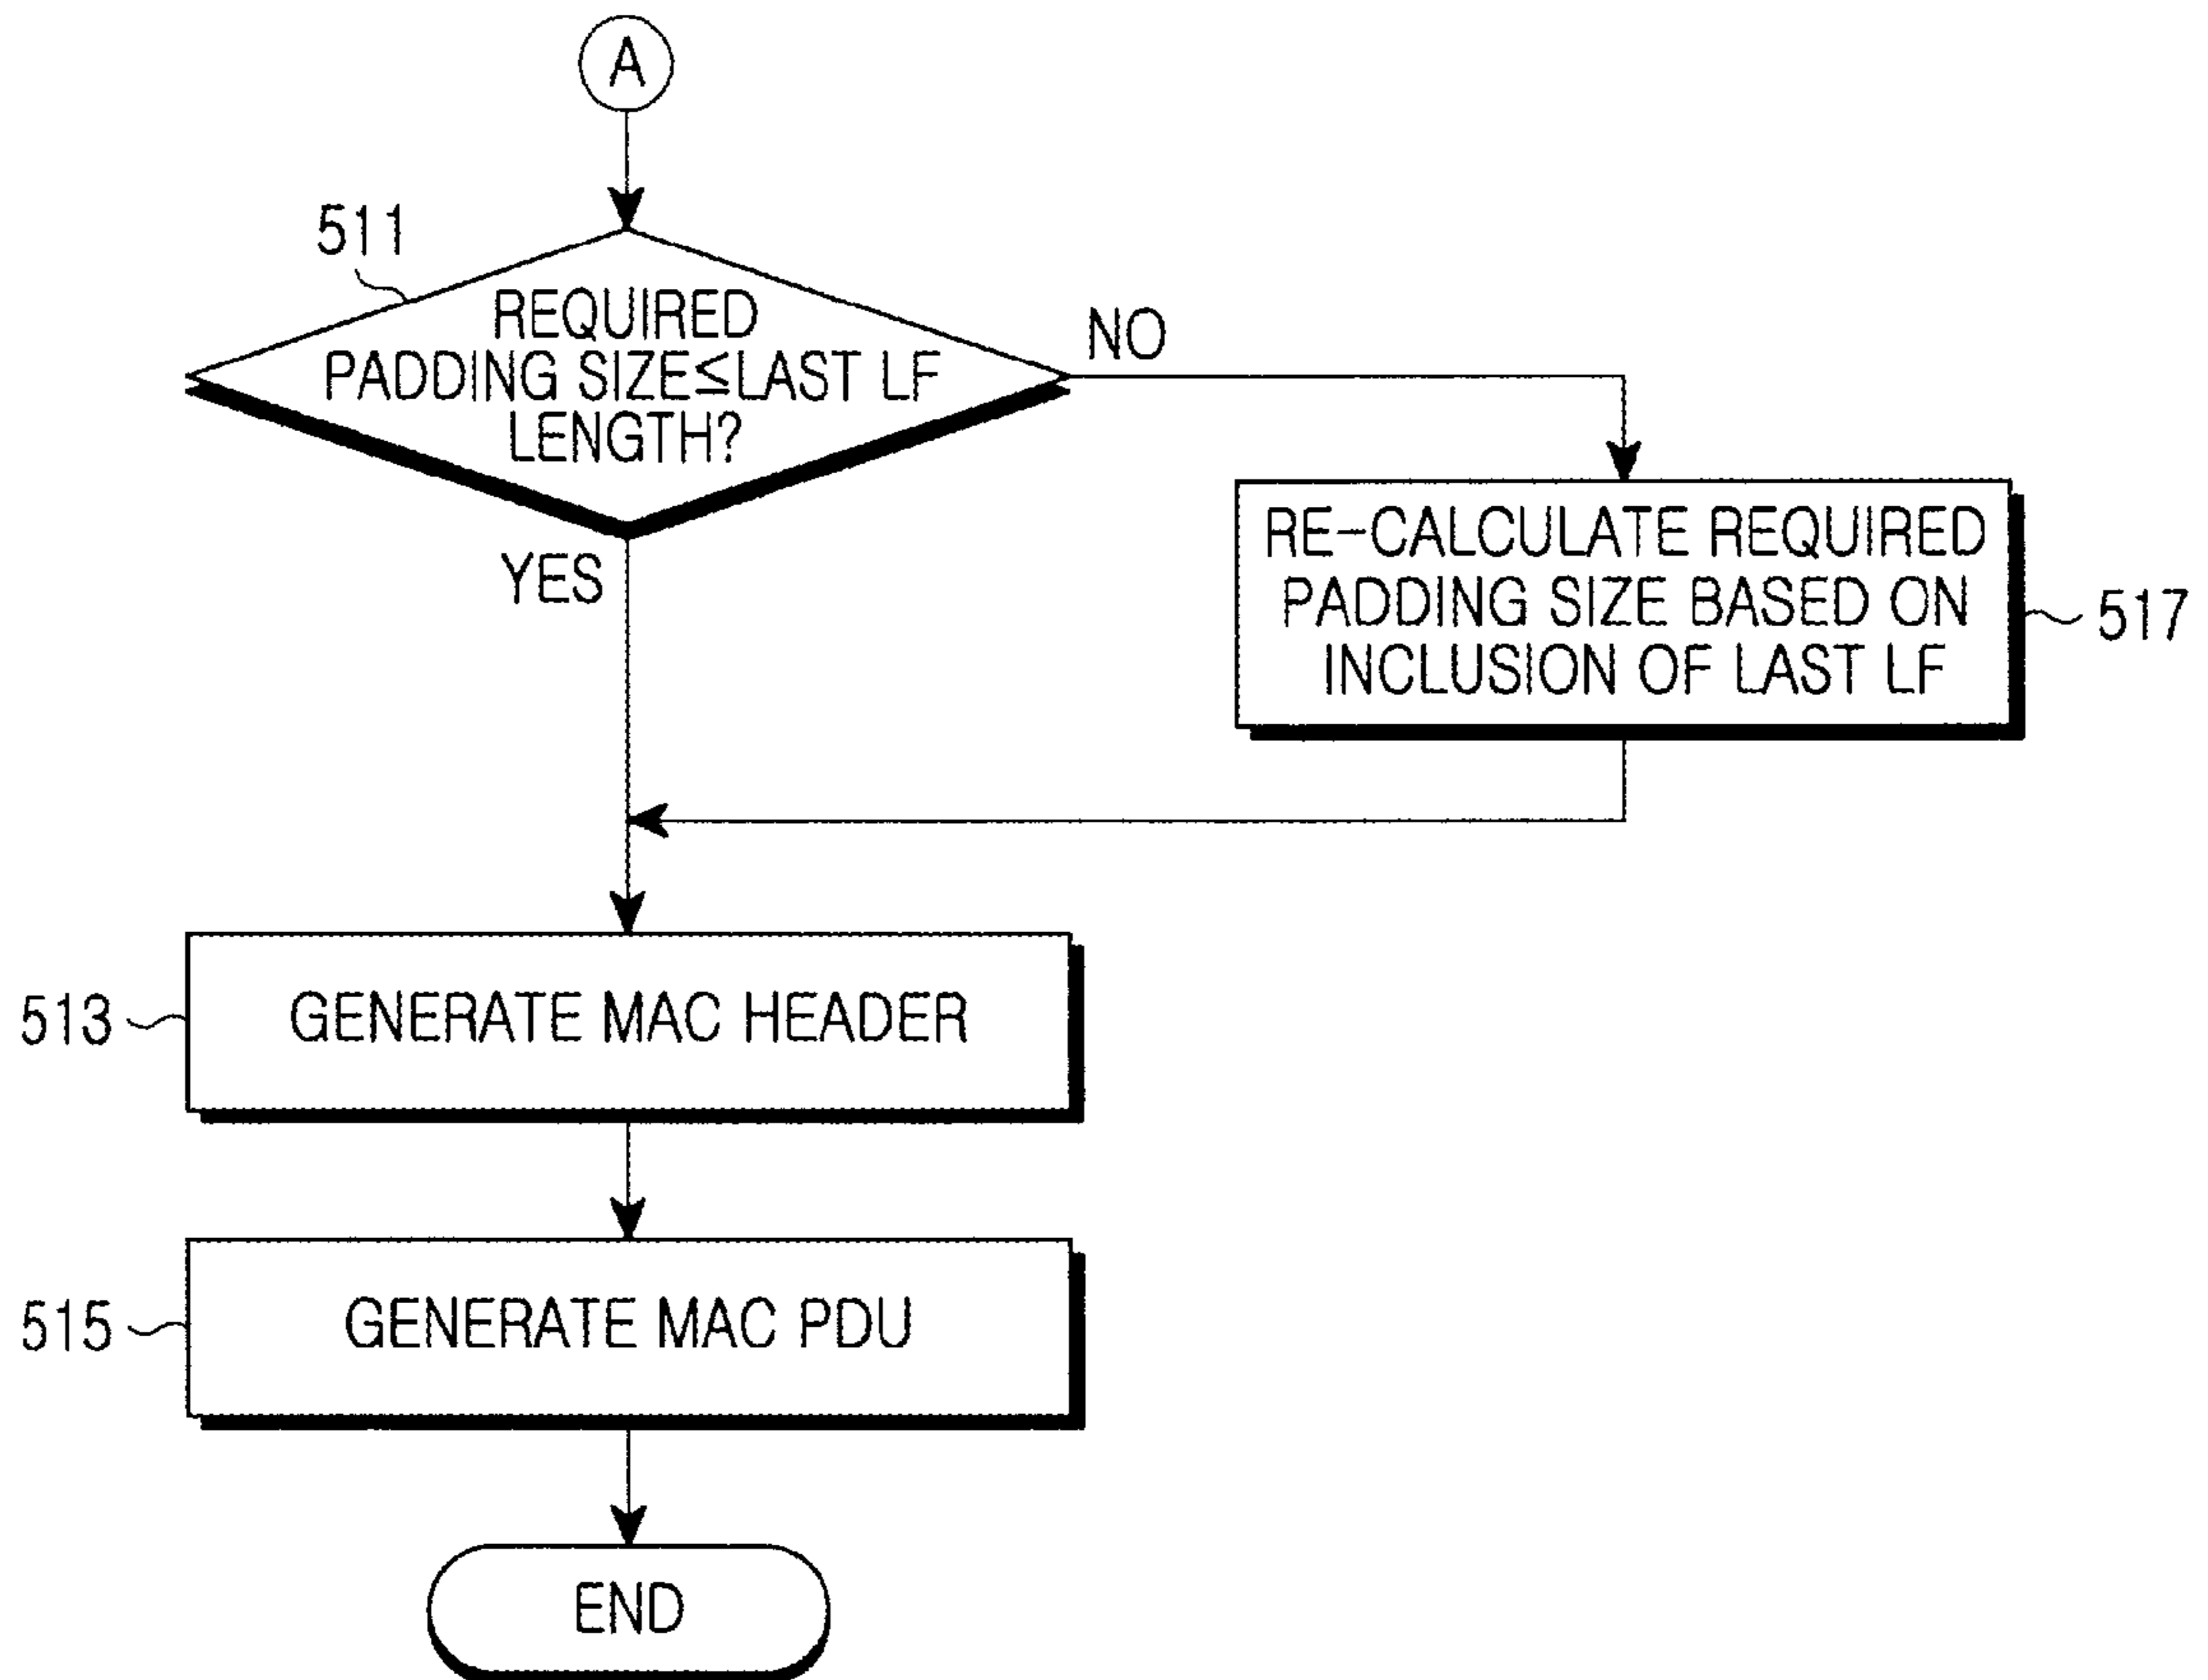 A
511
REQUIRED
PADDING SIZE≦LAST LF
LENGTH?
NO
YES
RE-CALCULATE REQUIRED
PADDING SIZE BASED ON
INCLUSION OF LAST LF
517
513
GENERATE MAC HEADER
515
GENERATE MAC PDU
END